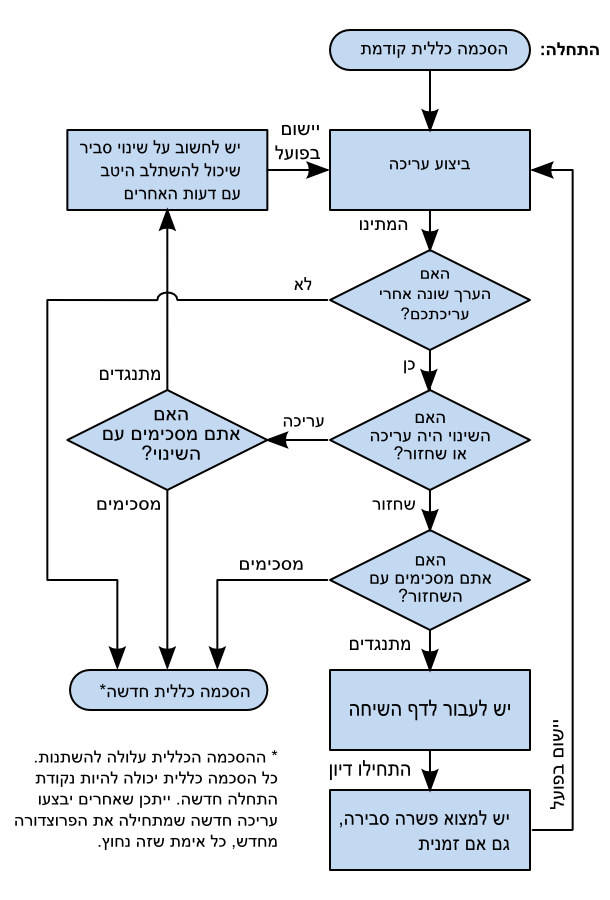 התחלה:
הסכמה כללית קודמת
ביצוע עריכה
יישום
בפועל
יש לחשוב על שינוי סביר
שיכול להשתלב היטב
עם דעות האחרים
המתינו
האם
הערך שונה אחרי
עריכתכם?
לא
כן
האם
השינוי היה עריכה
או שחזור?
עריכה
האם
אתם מסכימים עם
השינוי?
מתנגדים
מסכימים
שחזור
האם
אתם מסכימים עם
השחזור?
מסכימים
מתנגדים
הסכמה כללית חדשה*
יש לעבור לדף השיחה
התחילו דיון
יש למצוא פשרה סבירה,
גם אם זמנית
יישום בפועל
* ההסכמה הכללית עלולה להשתנות.
כל הסכמה כללית יכולה להיות נקודת
התחלה חדשה. ייתכן שאחרים יבצעו
עריכה חדשה שמתחילה את הפרוצדורה
מחדש, כל אימת שזה נחוץ.